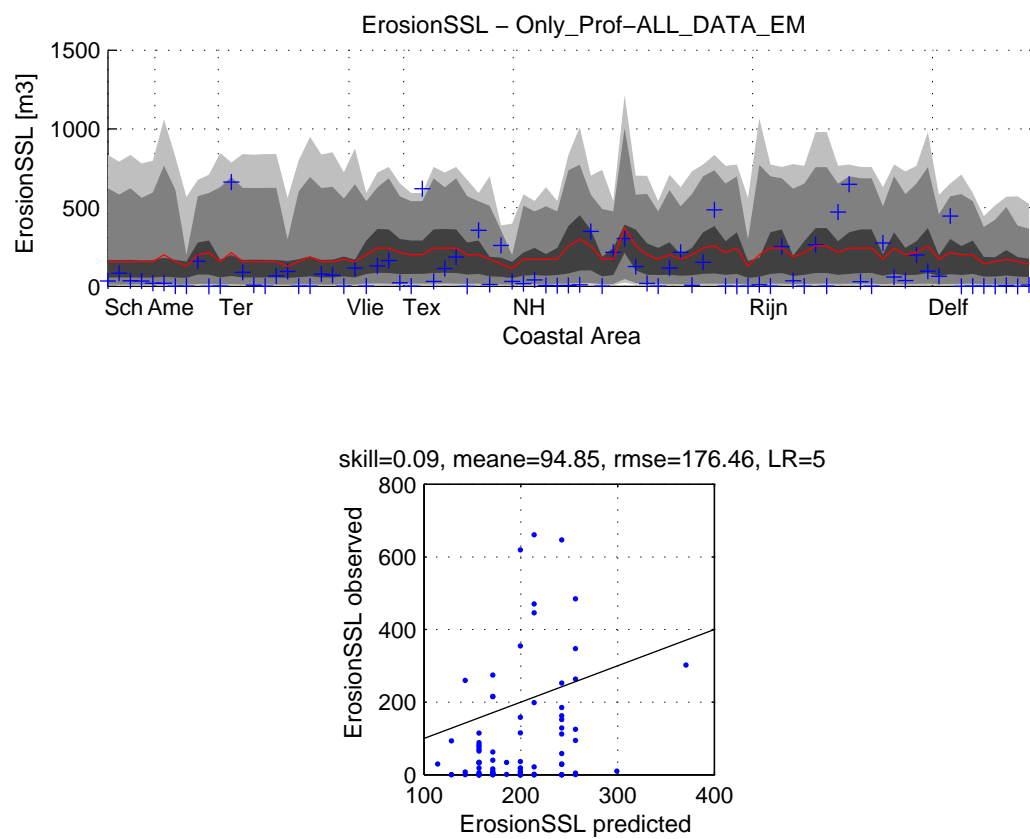 ErosionSSL − Only_Prof−ALL_DATA_EM
1500
1000
500
0
ErosionSSL [m3]
Sch Ame Ter Vlie Tex NH Rijn Delf
Coastal Area
skill=0.09, meane=94.85, rmse=176.46, LR=5
800
600
400
200
0
ErosionSSL observed
100 200 300 400
ErosionSSL predicted